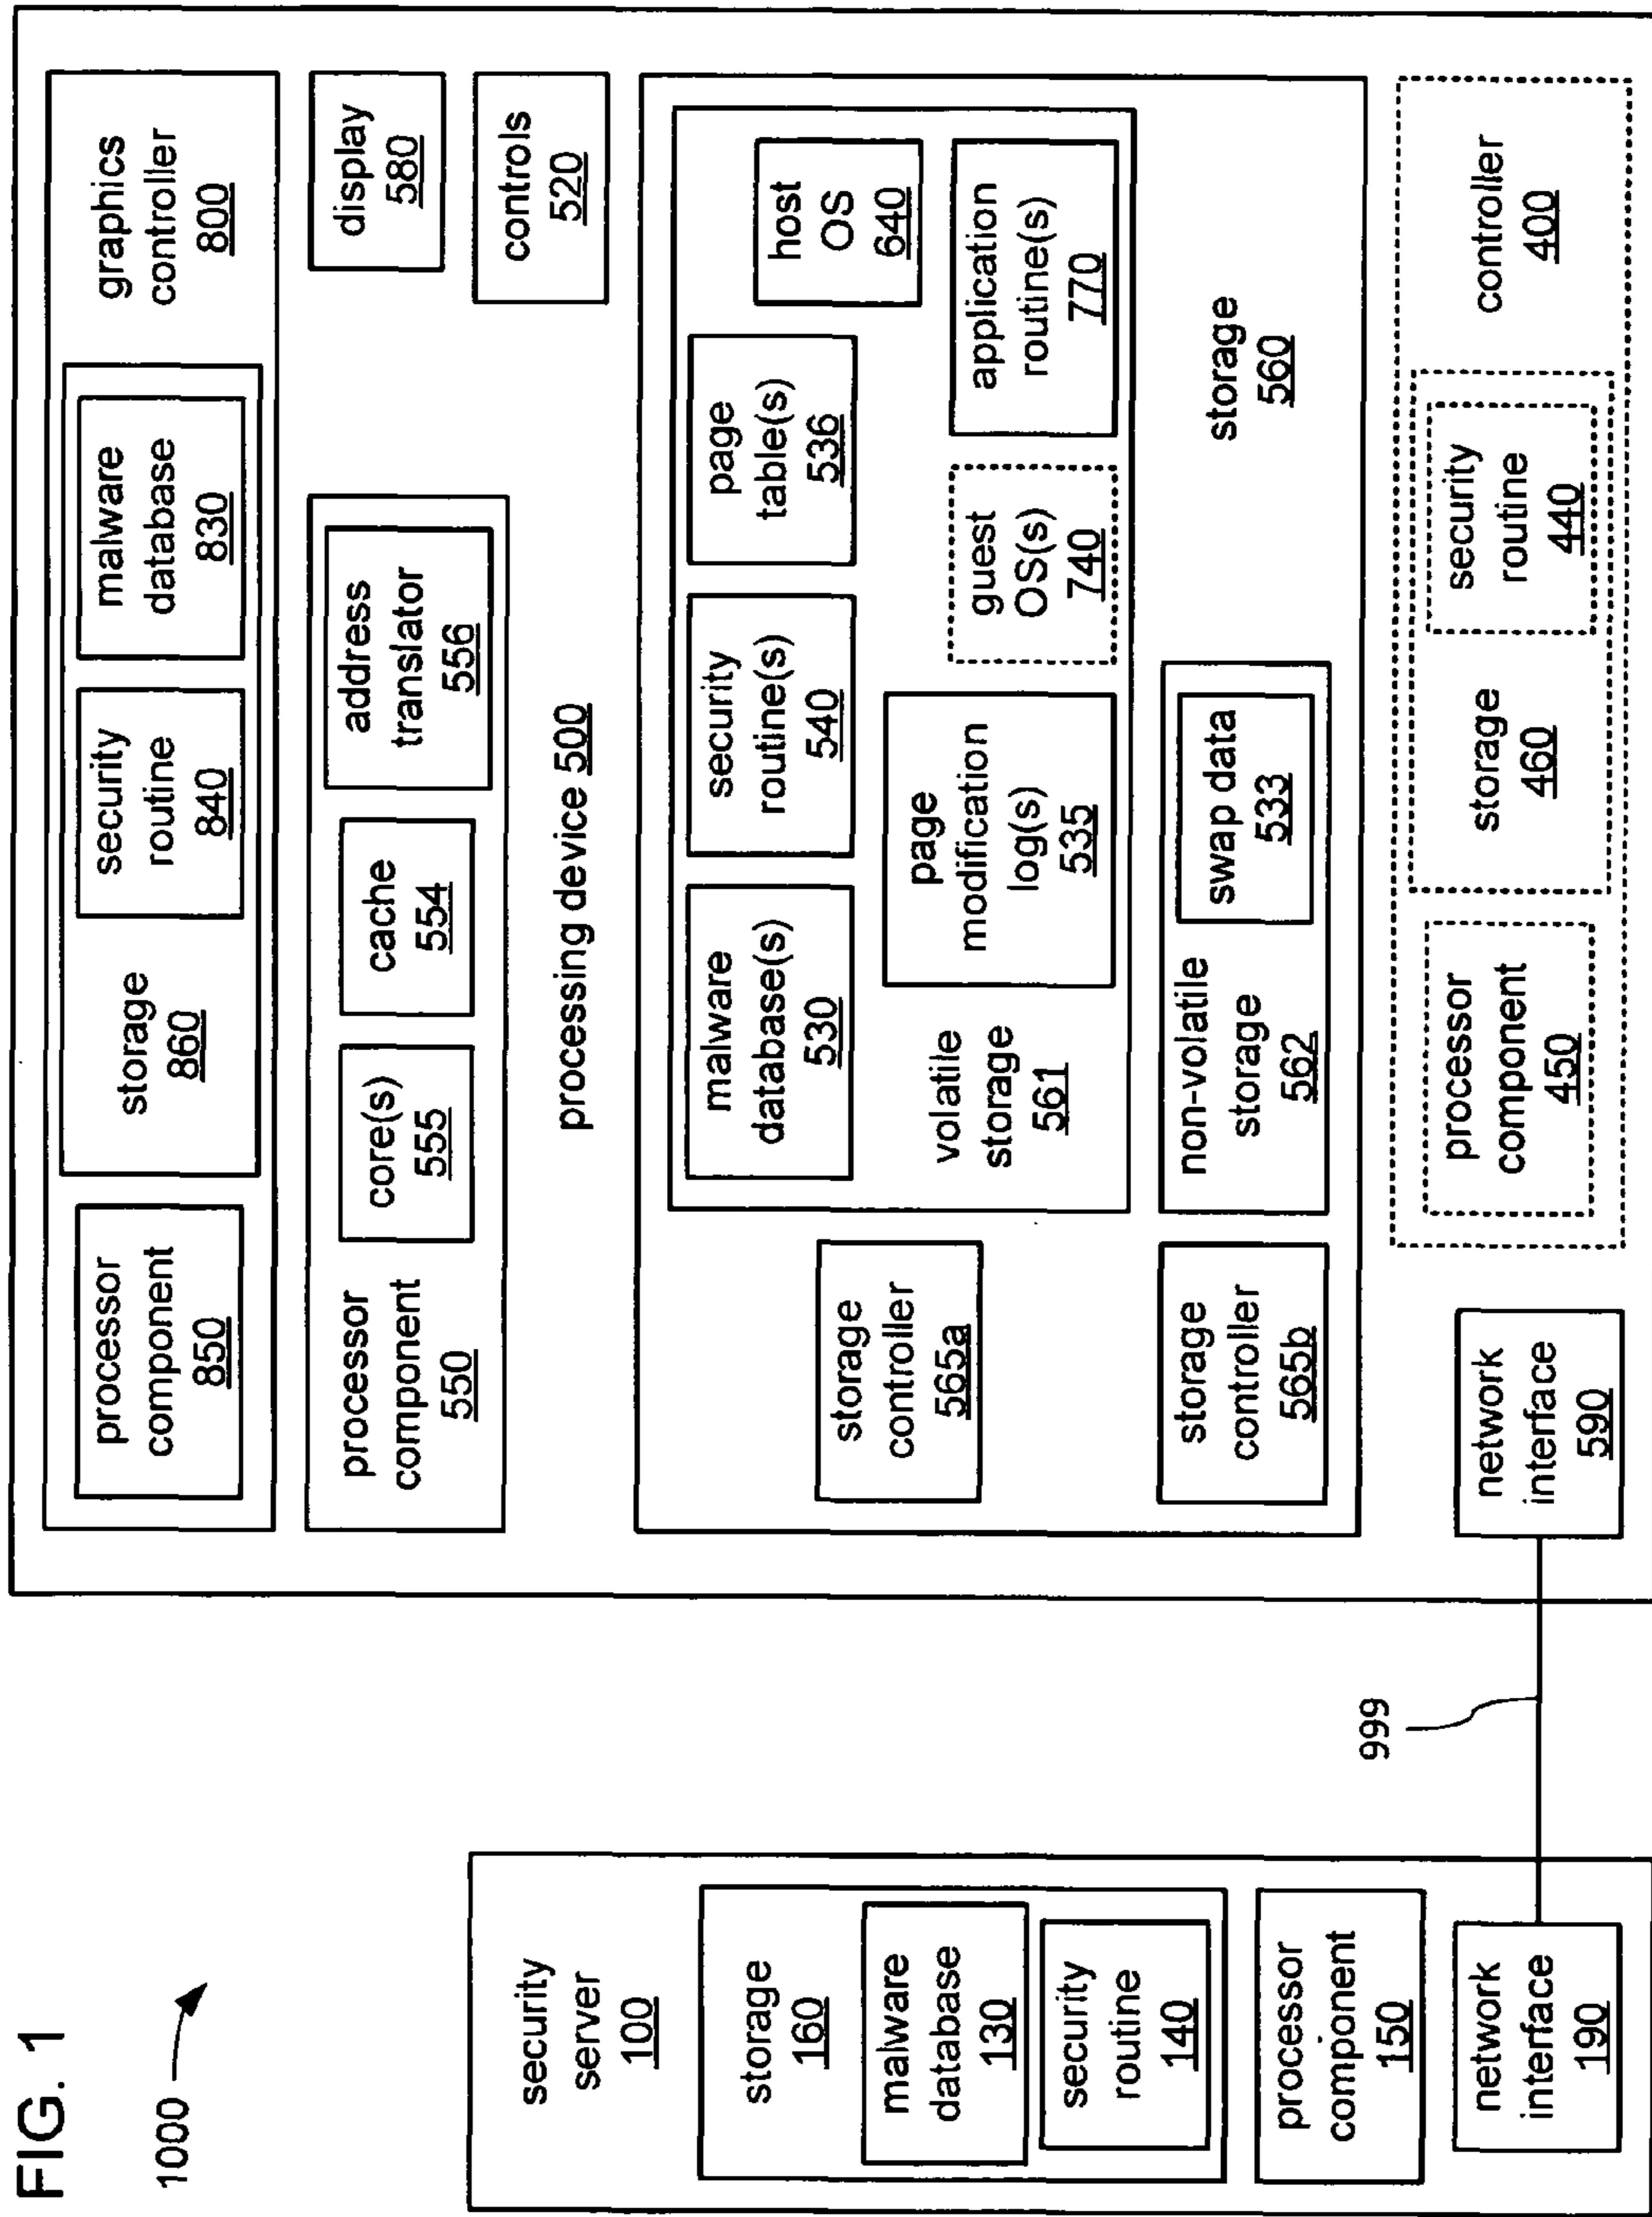 FIG. 1
1000
security
server
100
storage
160
malware
database
130
security
routine
140
processor
component
150
network
interface
190
999
processor
component
850
storage
860
security
routine
840
malware
database
830
graphics
controller
800
processor
component
550
core(s)
555
cache
554
address
translator
556
display
580
controls
520
processing device 500
storage
controller
565a
storage
controller
565b
malware
database(s)
530
security
routine(s)
540
page
table(s)
536
host
OS
640
volatile
storage
561
page
modification
log(s)
535
guest
OS(s)
740
application
routine(s)
770
non-volatile
storage
562
swap data
533
storage
560
network
interface
590
processor
component
450
storage
460
security
routine
440
controller
400